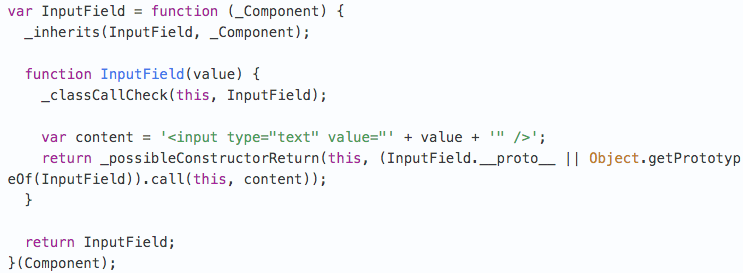 var InputField = function (_Component) {
  _inherits(InputField, _Component);

  function InputField(value) {
    _classCallCheck(this, InputField);

    var content = '<input type="text" value="' + value + '" />';
    return _possibleConstructorReturn(this, (InputField.__proto__ || Object.getPrototyp
eOf(InputField)).call(this, content));
  }

  return InputField;
}(Component);